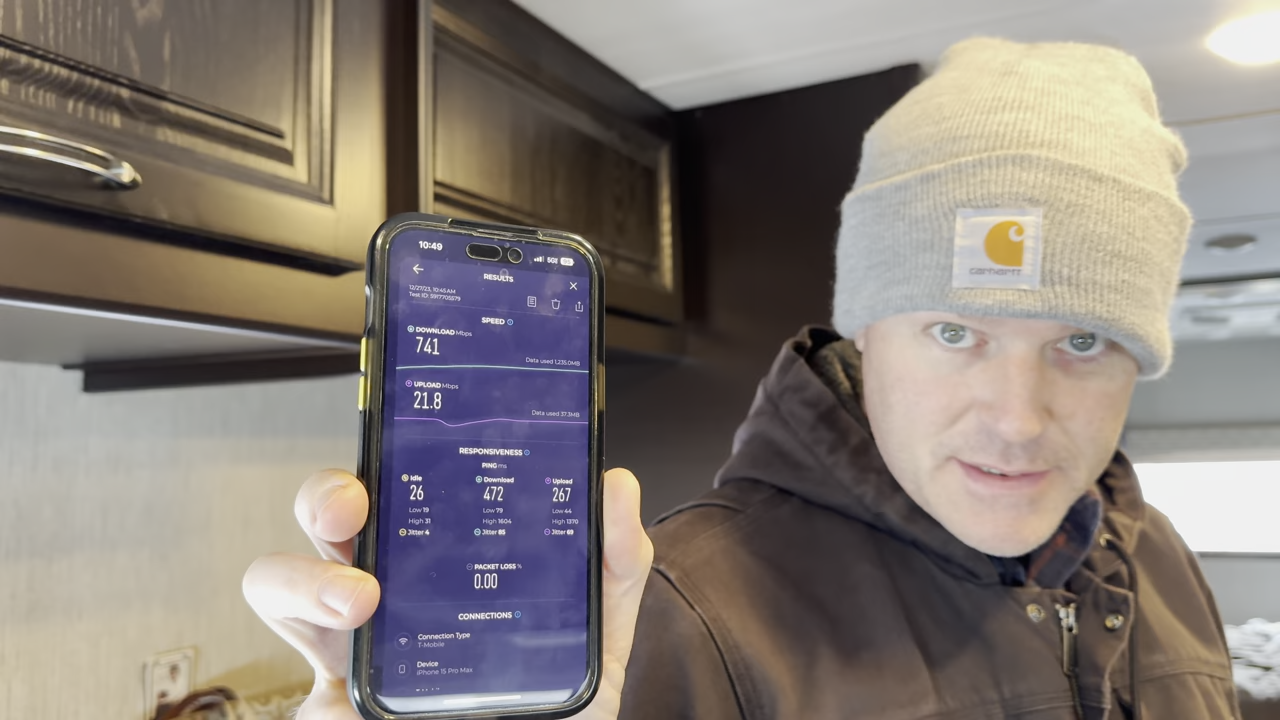 10:49
5GE
RESULTS
12/27/23, 10:45 AM
Test ID: 5917705579
SPEED
DOWNLOAD Mbps
741
Data used 1,235.0MB
UPLOAD Mbps
21.8
Data used 37.3MB
RESPONSIVENESS
PING ms
Idle Download Upload
26 472 267
Low 19 Low 79 Low 44
High 31 High 1604 High 1370
Jitter 4 Jitter 85 Jitter 69
PACKET LOSS %
0.00
CONNECTIONS
Connection Type
T-Mobile
Device
iPhone 15 Pro Max
carhartt